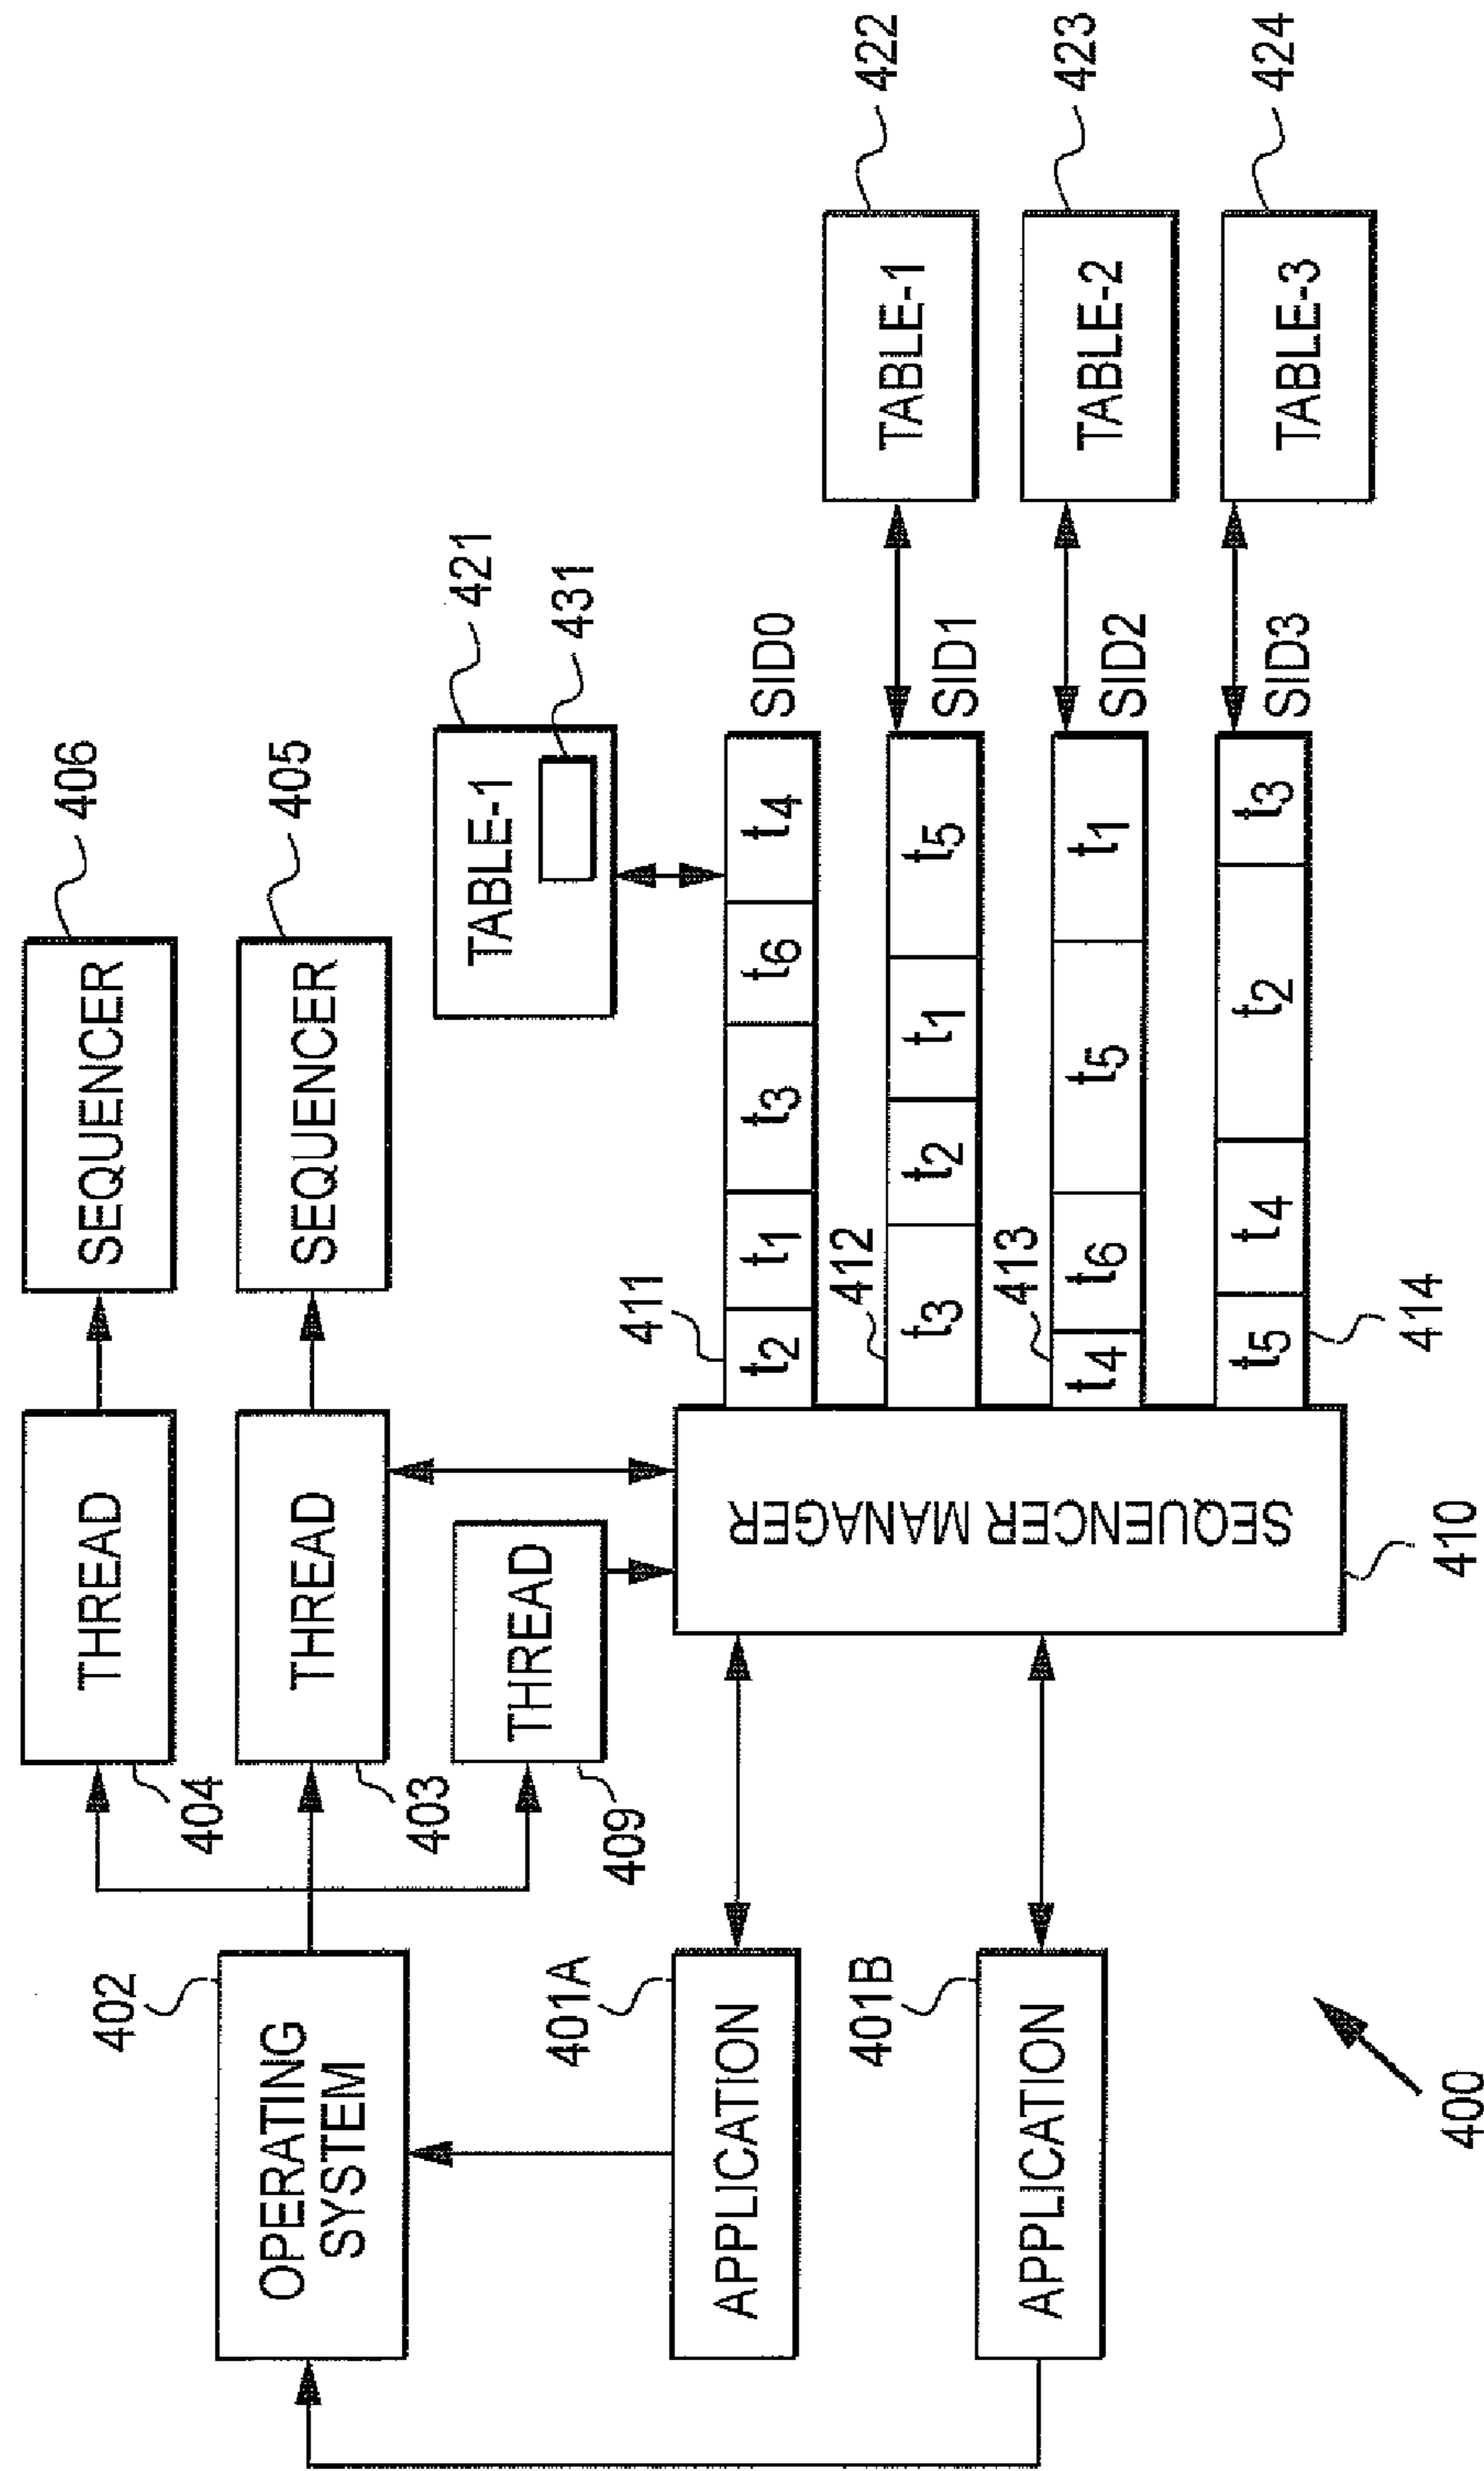 402
OPERATING
SYSTEM
404
THREAD
406
SEQUENCER
403
THREAD
405
SEQUENCER
409
THREAD
421
TABLE-1
431
401A
APPLICATION
401B
APPLICATION
SEQUENCER MANAGER
410
411
t2 t1 t3 t6 t4
SID0
412
t3 t2 t1 t5
SID1
TABLE-1
422
413
t4 t6 t5 t1
SID2
TABLE-2
423
414
t5 t4 t2 t3
SID3
TABLE-3
424
400